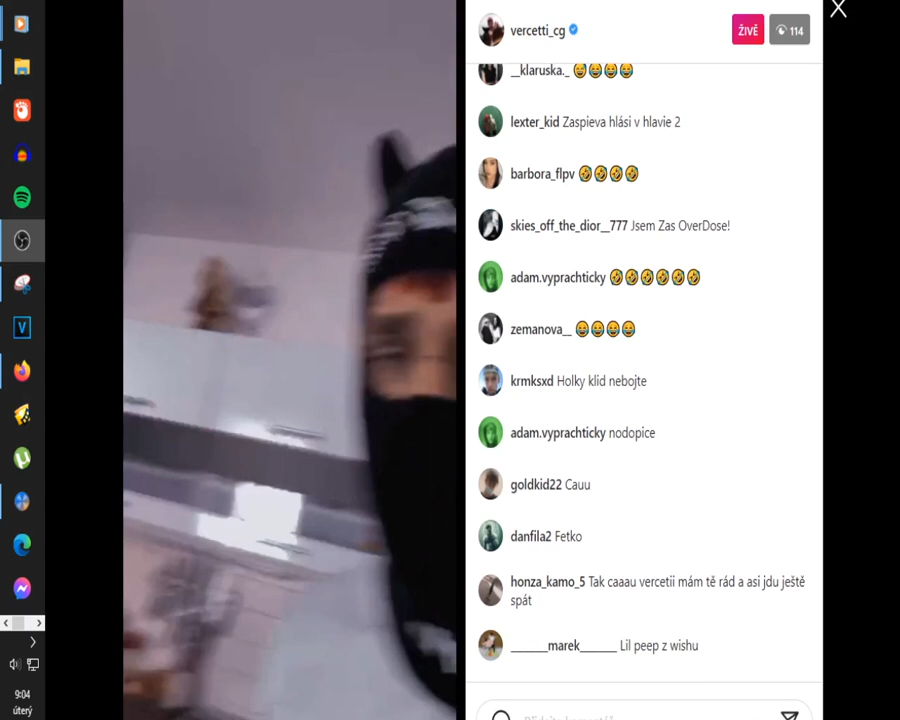 vercetti_cg
ŽIVĚ
114
__klaruska._ 😅😂😂😂
lexter_kid Zaspieva hlási v hlavie 2
barbora_flpv 🤣🤣🤣🤣
skies_off_the_dior__777 Jsem Zas OverDose!
adam.vyprachticky 🤣🤣🤣🤣🤣🤣
zemanova__ 😂😂😂😂
krmksxd Holky klid nebojte
adam.vyprachticky nodopice
goldkid22 Cauu
danfila2 Fetko
honza_kamo_5 Tak caaau vercetii mám tě rád a asi jdu ještě
spát
_______marek_______ Lil peep z wishu
9:04
úterý